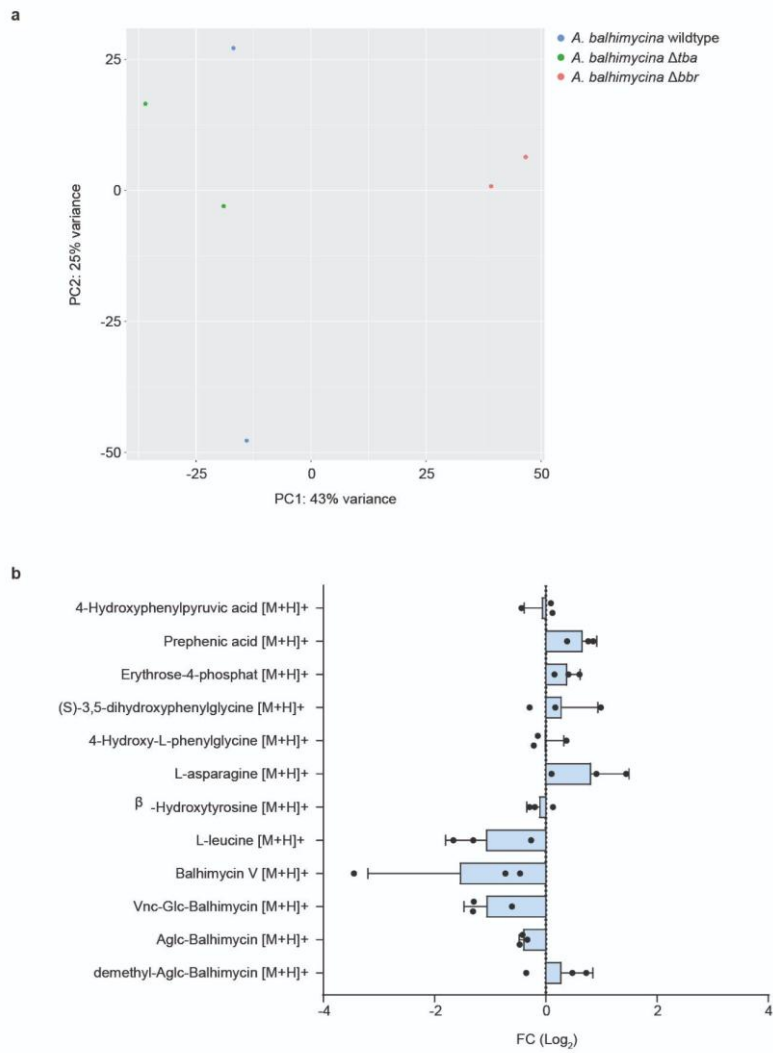 a
A. balhimycina wildtype
A. balhimycina Δtba
A. balhimycina Δbbr
25
0
-25
-50
PC2: 25% variance
-25
0
25
50
PC1: 43% variance
b
4-Hydroxyphenylpyruvic acid [M+H]+
Prephenic acid [M+H]+
Erythrose-4-phosphat [M+H]+
(S)-3,5-dihydroxyphenylglycine [M+H]+
4-Hydroxy-L-phenylglycine [M+H]+
L-asparagine [M+H]+
β -Hydroxytyrosine [M+H]+
L-leucine [M+H]+
Balhimycin V [M+H]+
Vnc-Glc-Balhimycin [M+H]+
Aglc-Balhimycin [M+H]+
demethyl-Aglc-Balhimycin [M+H]+
-4
-2
0
2
4
FC (Log₂)